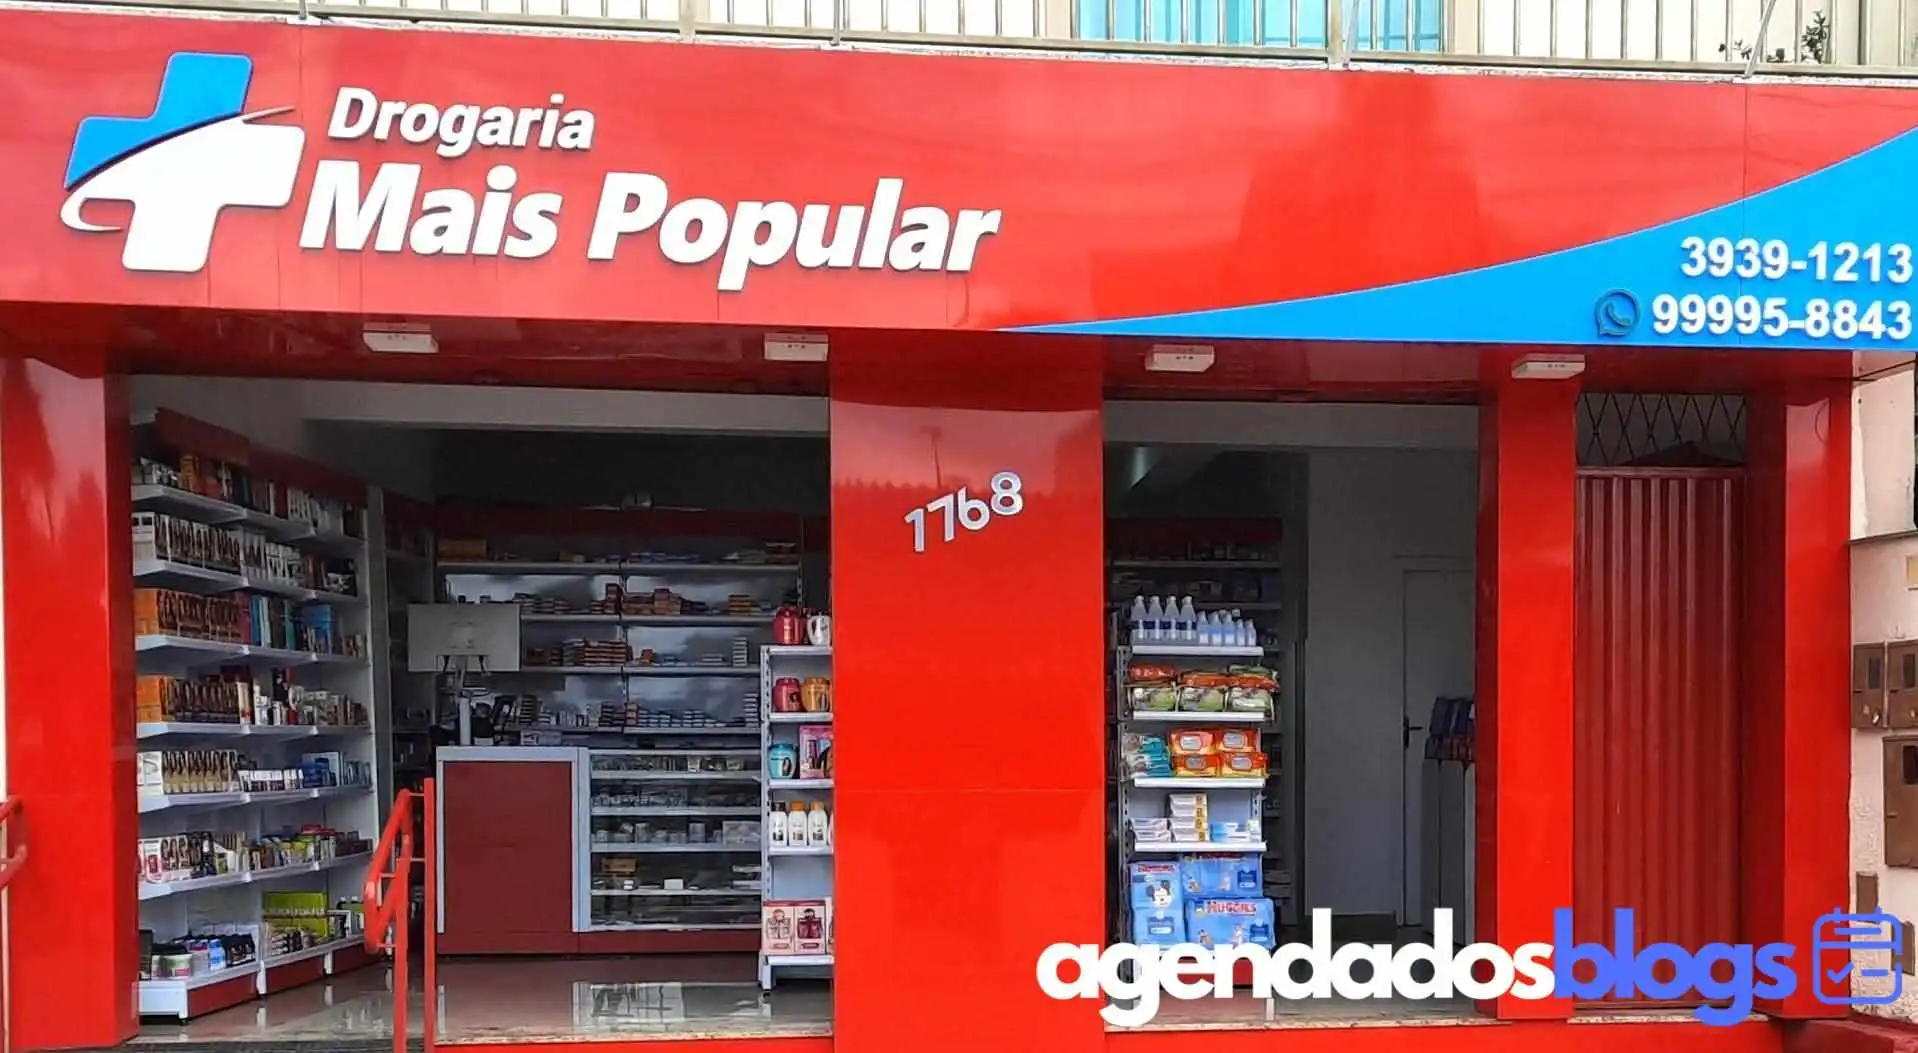 Drogaria
Mais Popular
3939-1213
99995-8843
1768
HUGGIES
agendadosblogs